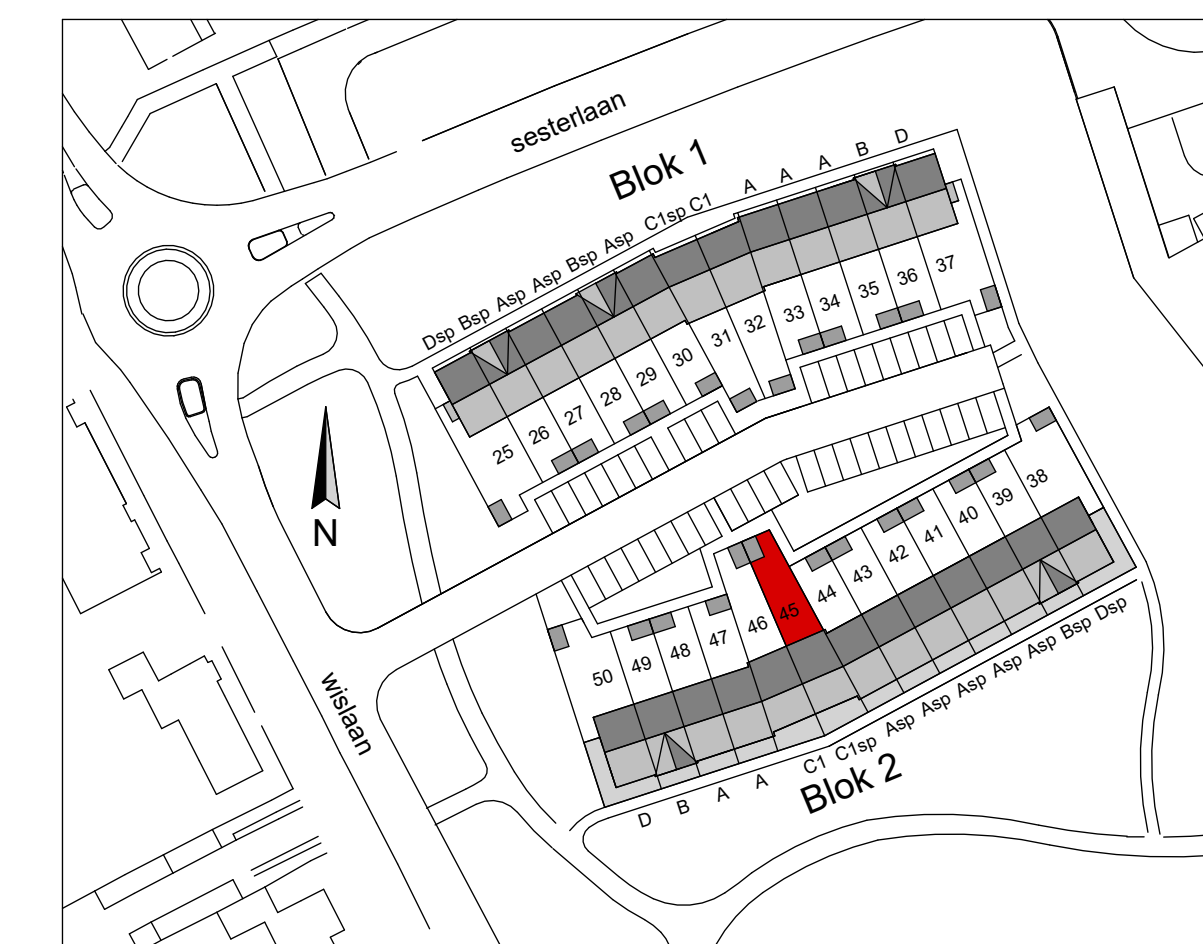 sesterlaan
Blok 1
Dsp Bsp Asp Asp Bsp Asp C1sp C1 A A A B D
25 26 27 28 29 30 31 32 33 34 35 36 37
N
50 49 48 47 46 45 44 43 42 41 40 39 38
wislaan
D B A A C1 C1sp Asp Asp Asp Asp Asp Bsp Dsp
Blok 2